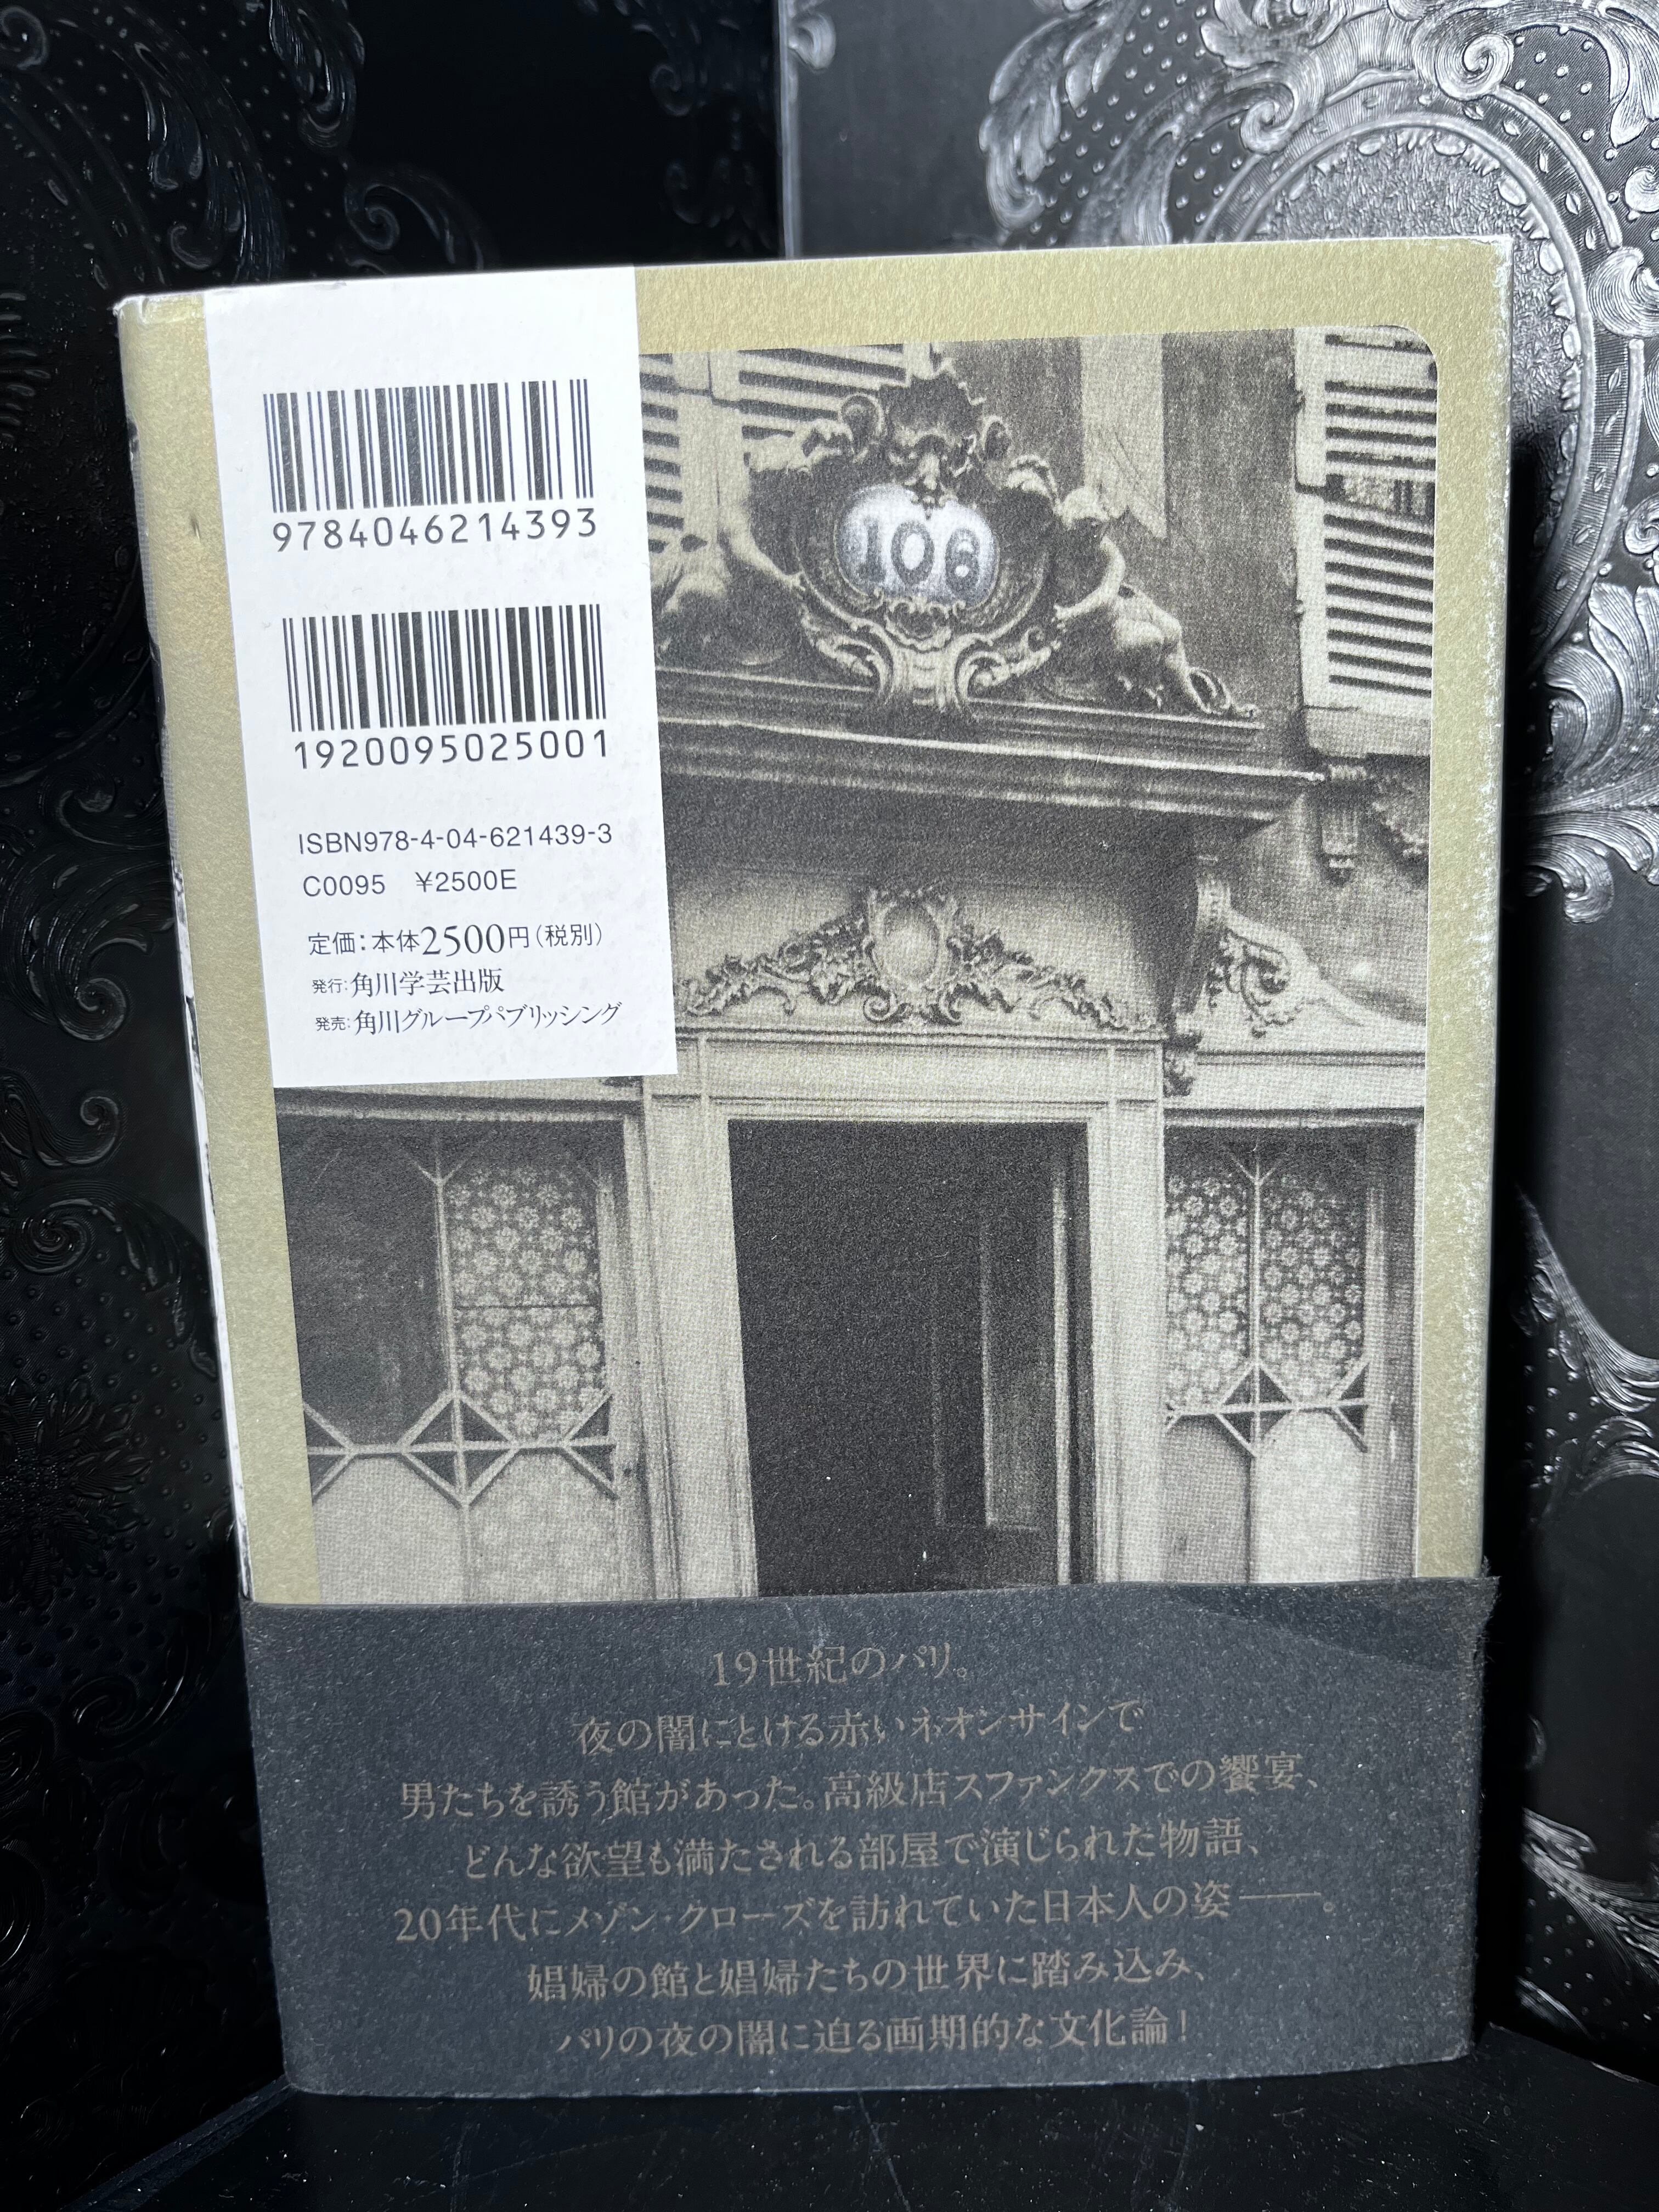 9784046214393
1920095025001
ISBN978-4-04-621439-3
C0095 ¥2500E
定価：本体2500円（税別）
発行：角川学芸出版
発売：角川グループパブリッシング
106
19世紀のパリ。
夜の闇にとける赤いネオンサインで
男たちを誘う館があった。高級店スファンクスでの饗宴、
どんな欲望も満たされる部屋で演じられた物語、
20年代にメゾン・クローズを訪れていた日本人の姿――。
娼婦の館と娼婦たちの世界に踏み込み、
パリの夜の闇に迫る画期的な文化論！